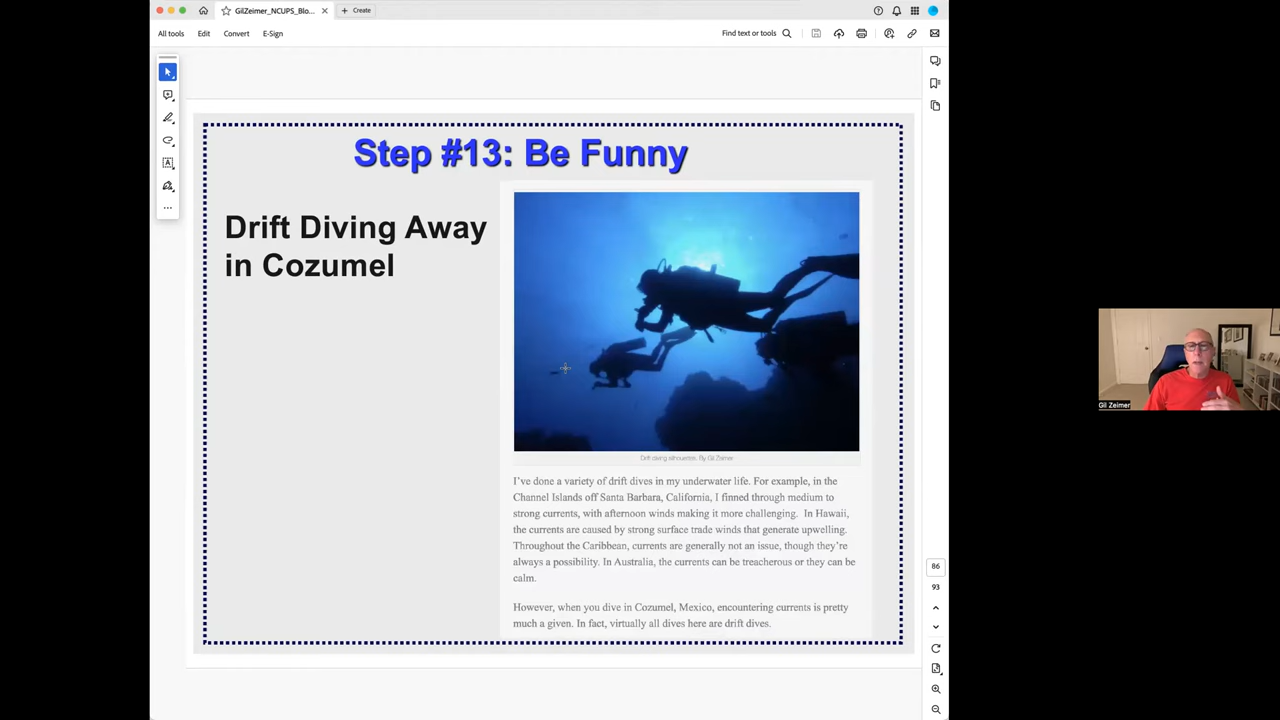 GilZeimer_NCUPS_Blo...
Create
All tools
Edit
Convert
E-Sign
Find text or tools
Step #13: Be Funny
Drift Diving Away
in Cozumel
Drift diving silhouette. By Gil Zeimer
I've done a variety of drift dives in my underwater life. For example, in the
Channel Islands off Santa Barbara, California, I finned through medium to
strong currents, with afternoon winds making it more challenging. In Hawaii,
the currents are caused by strong surface trade winds that generate upwelling.
Throughout the Caribbean, currents are generally not an issue, though they're
always a possibility. In Australia, the currents can be treacherous or they can be
calm.
However, when you dive in Cozumel, Mexico, encountering currents is pretty
much a given. In fact, virtually all dives here are drift dives.
86
93
Gil Zeimer